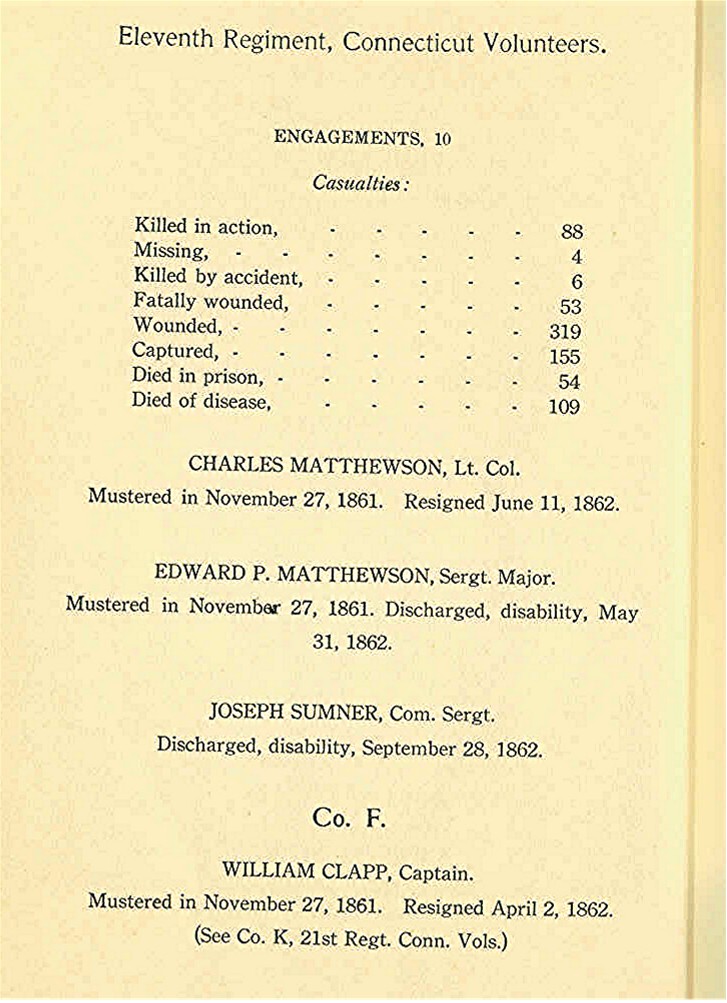 Eleventh Regiment, Connecticut Volunteers.
ENGAGEMENTS, 10
Casualties:
Killed in action, - - - - - 88
Missing, - - - - - - - 4
Killed by accident, - - - - - 6
Fatally wounded, - - - - - 53
Wounded, - - - - - - - 319
Captured, - - - - - - - 155
Died in prison, - - - - - - 54
Died of disease, - - - - - 109
CHARLES MATTHEWSON, Lt. Col.
Mustered in November 27, 1861. Resigned June 11, 1862.
EDWARD P. MATTHEWSON, Sergt. Major.
Mustered in November 27, 1861. Discharged, disability, May
31, 1862.
JOSEPH SUMNER, Com. Sergt.
Discharged, disability, September 28, 1862.
Co. F.
WILLIAM CLAPP, Captain.
Mustered in November 27, 1861. Resigned April 2, 1862.
(See Co. K, 21st Regt. Conn. Vols.)